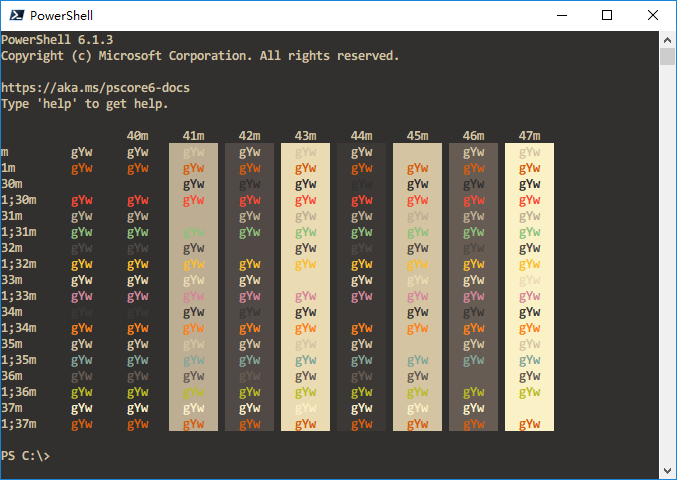 PowerShell
PowerShell 6.1.3
Copyright (c) Microsoft Corporation. All rights reserved.
https://aka.ms/pscore6-docs
Type 'help' to get help.
40m 41m 42m 43m 44m 45m 46m 47m
m gYw gYw gYw gYw gYw gYw gYw gYw gYw
1m gYw gYw gYw gYw gYw gYw gYw gYw gYw
30m gYw gYw gYw gYw gYw gYw gYw
1;30m gYw gYw gYw gYw gYw gYw gYw gYw gYw
31m gYw gYw gYw gYw gYw gYw gYw gYw
1;31m gYw gYw gYw gYw gYw gYw gYw gYw gYw
32m gYw gYw gYw gYw gYw gYw gYw gYw
1;32m gYw gYw gYw gYw gYw gYw gYw gYw gYw
33m gYw gYw gYw gYw gYw gYw gYw gYw
1;33m gYw gYw gYw gYw gYw gYw gYw gYw gYw
34m gYw gYw gYw gYw gYw gYw gYw gYw
1;34m gYw gYw gYw gYw gYw gYw gYw gYw gYw
35m gYw gYw gYw gYw gYw gYw gYw gYw
1;35m gYw gYw gYw gYw gYw gYw gYw gYw gYw
36m gYw gYw gYw gYw gYw gYw gYw gYw
1;36m gYw gYw gYw gYw gYw gYw gYw gYw gYw
37m gYw gYw gYw gYw gYw gYw gYw gYw
1;37m gYw gYw gYw gYw gYw gYw gYw gYw gYw
PS C:\>